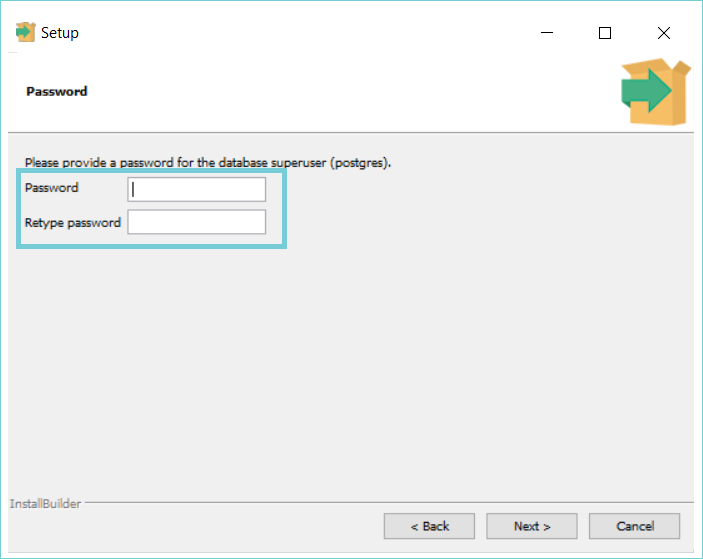 Setup
Password
Please provide a password for the database superuser (postgres).
Password
Retype password
InstallBuilder
< Back Next > Cancel